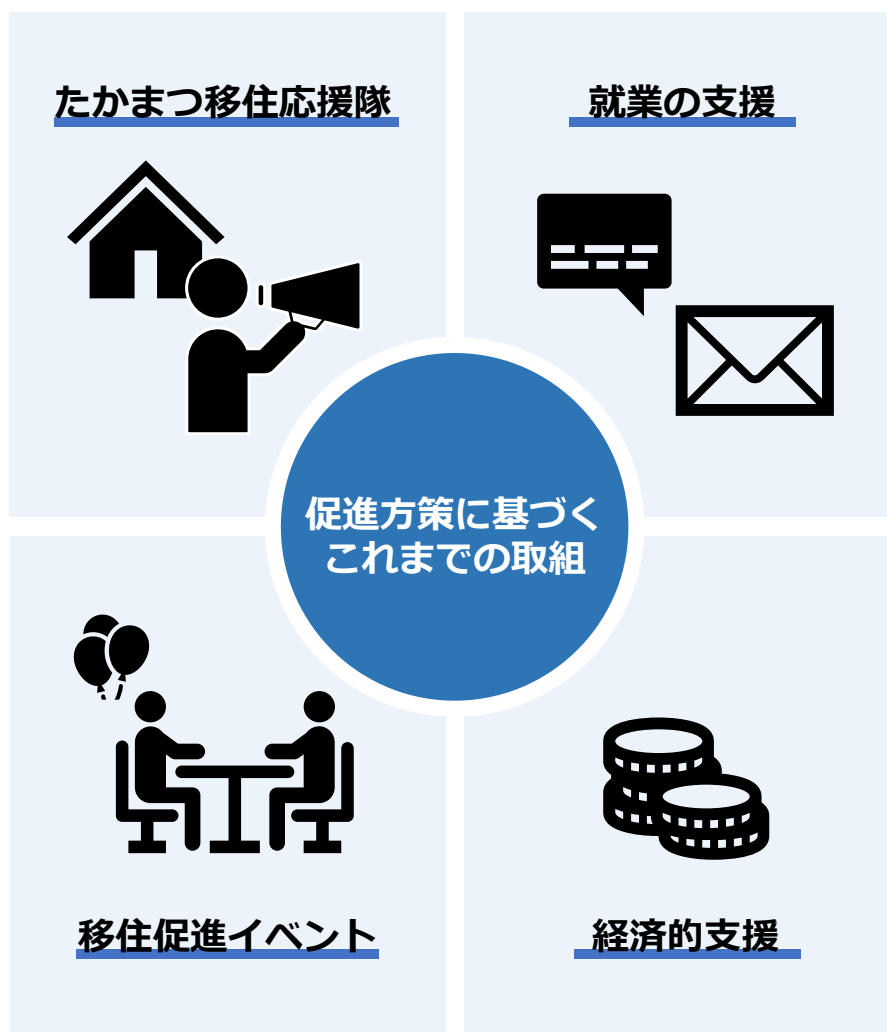 たかまつ移住応援隊
就業の支援
促進方策に基づく
これまでの取組
移住促進イベント
経済的支援